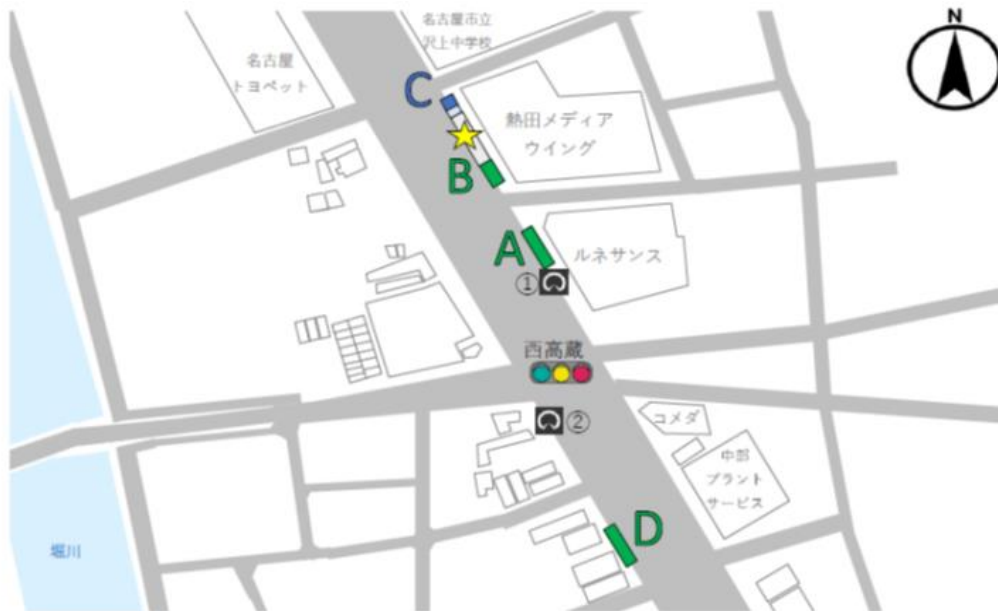 N
名古屋市立
沢上中学校
名古屋
トヨペット
C
熱田メディア
ウイング
B
A
ルネサンス
①
西高蔵
②
コメダ
中部
プラント
サービス
D
堀川